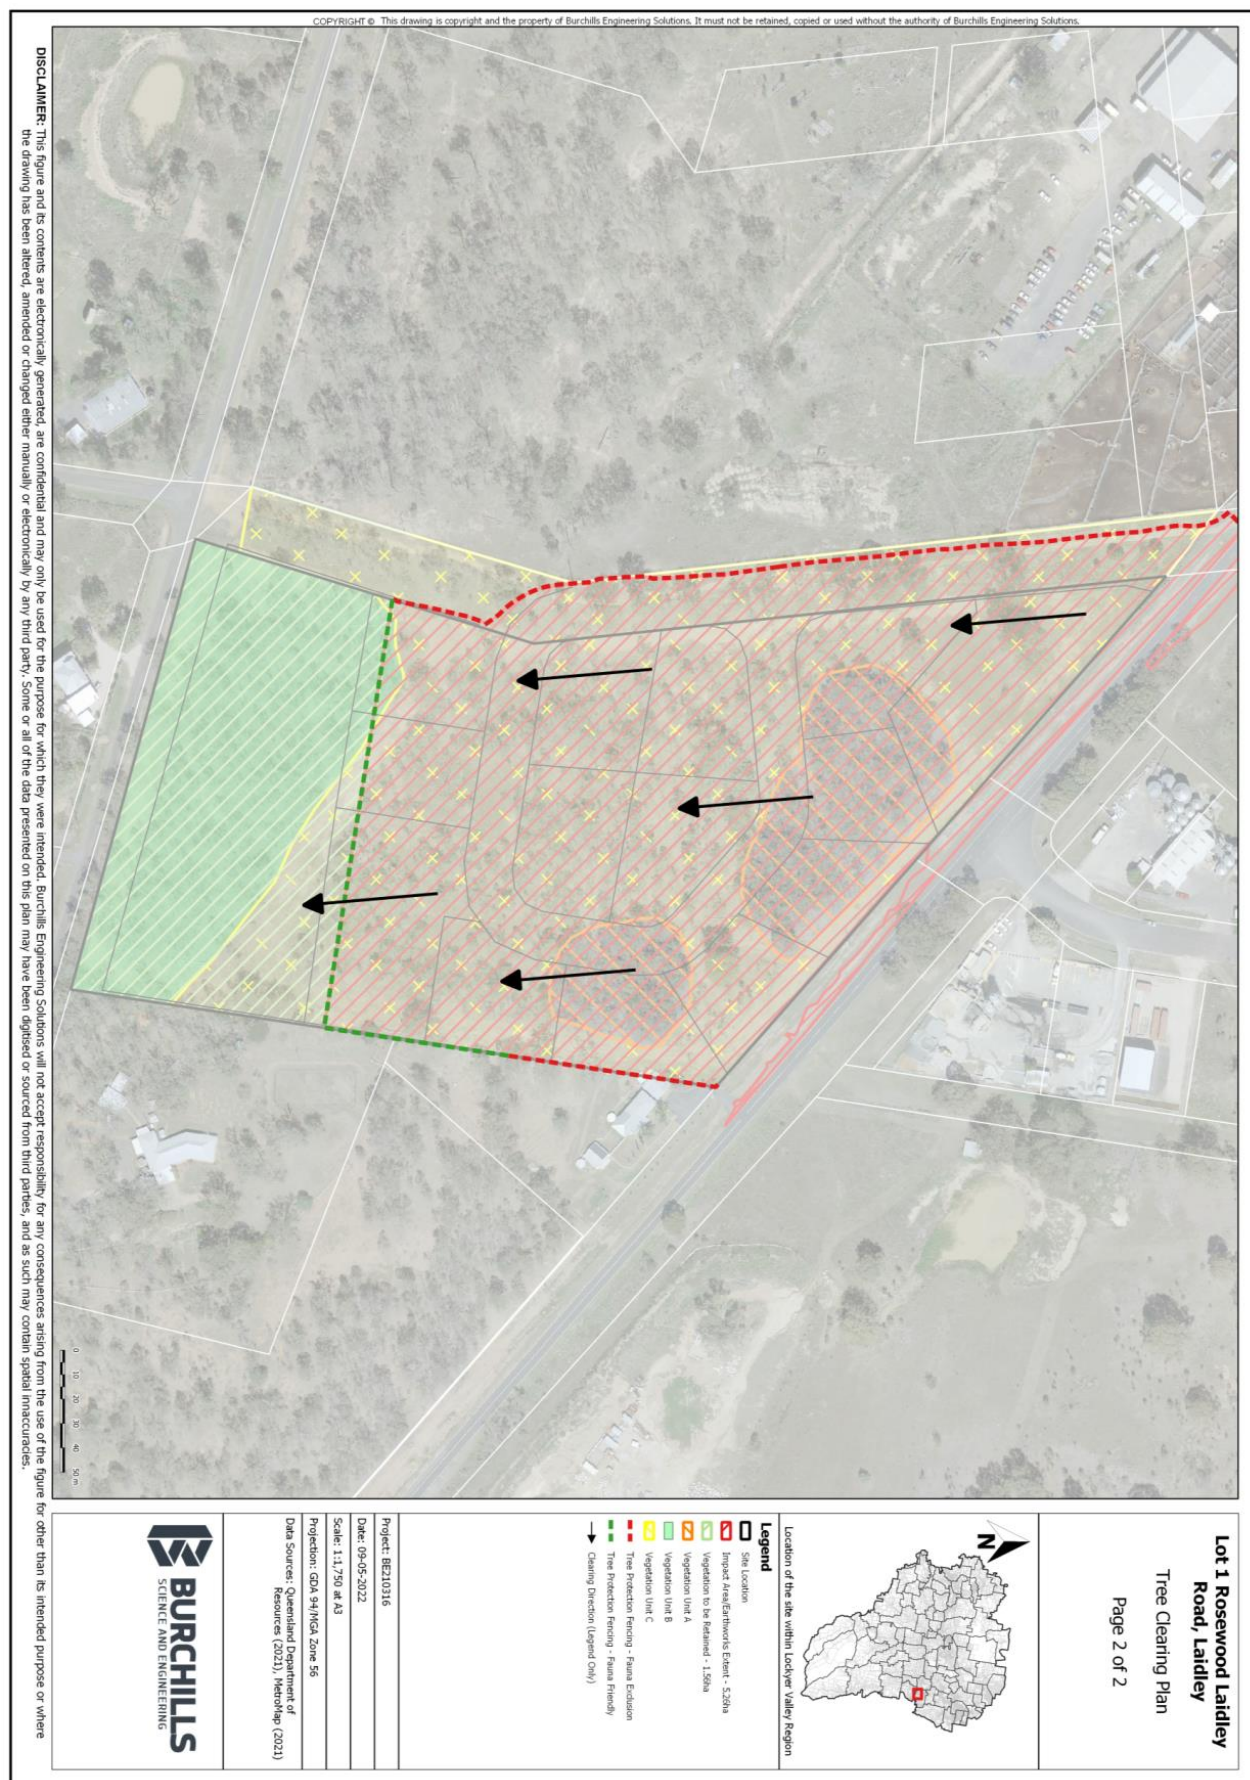 COPYRIGHT © This drawing is copyright and the property of Burchills Engineering Solutions. It must not be retained, copied or used without the authority of Burchills Engineering Solutions.
Lot 1 Rosewood Laidley
Road, Laidley
Tree Clearing Plan
Page 2 of 2
N
Location of the site within Lockyer Valley Region
Legend
Site Location
Impact Area/Earthworks Extent - 5.26ha
Vegetation to be Retained - 1.56ha
Vegetation Unit A
Vegetation Unit B
Vegetation Unit C
Tree Protection Fencing - Fauna Exclusion
Tree Protection Fencing - Fauna Friendly
Clearing Direction (Legend Only)
Project: BE210316
Date: 09-05-2022
Scale: 1:1,750 at A3
Projection: GDA 94/MGA Zone 56
Data Sources: Queensland Department of
Resources (2021), MetroMap (2021)
BURCHILLS
SCIENCE AND ENGINEERING
0 10 20 30 40 50 m
DISCLAIMER: This figure and its contents are electronically generated, are confidential and may only be used for the purpose for which they were intended. Burchills Engineering Solutions will not accept responsibility for any consequences arising from the use of the figure for other than its intended purpose or where
the drawing has been altered, amended or changed either manually or electronically by any third party. Some or all of the data presented on this plan may have been digitised or sourced from third parties, and as such may contain spatial innaccuracies.